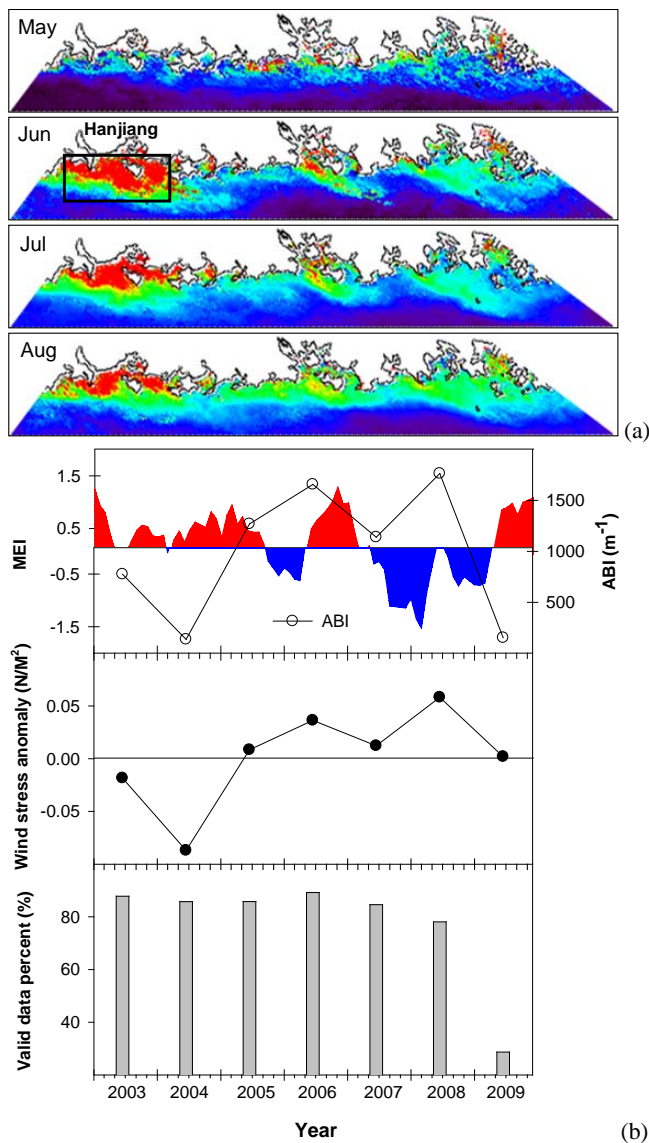 May
Jun
Hanjiang
Jul
Aug
(a)
1.5
0.5
-0.5
-1.5
MEI
1500
1000
500
ABI (m⁻¹)
ABI
0.05
0.00
-0.05
Wind stress anomaly (N/M²)
80
60
40
Valid data percent (%)
2003 2004 2005 2006 2007 2008 2009
Year
(b)